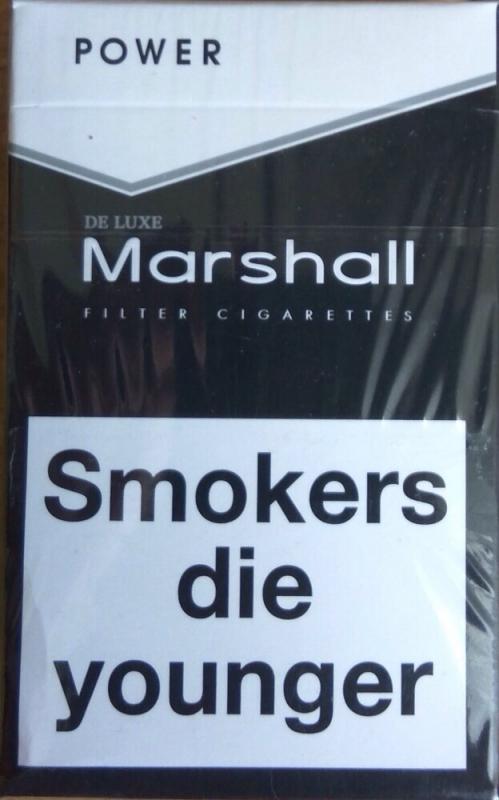 POWER
DE LUXE
Marshall
FILTER CIGARETTES
Smokers
die
younger